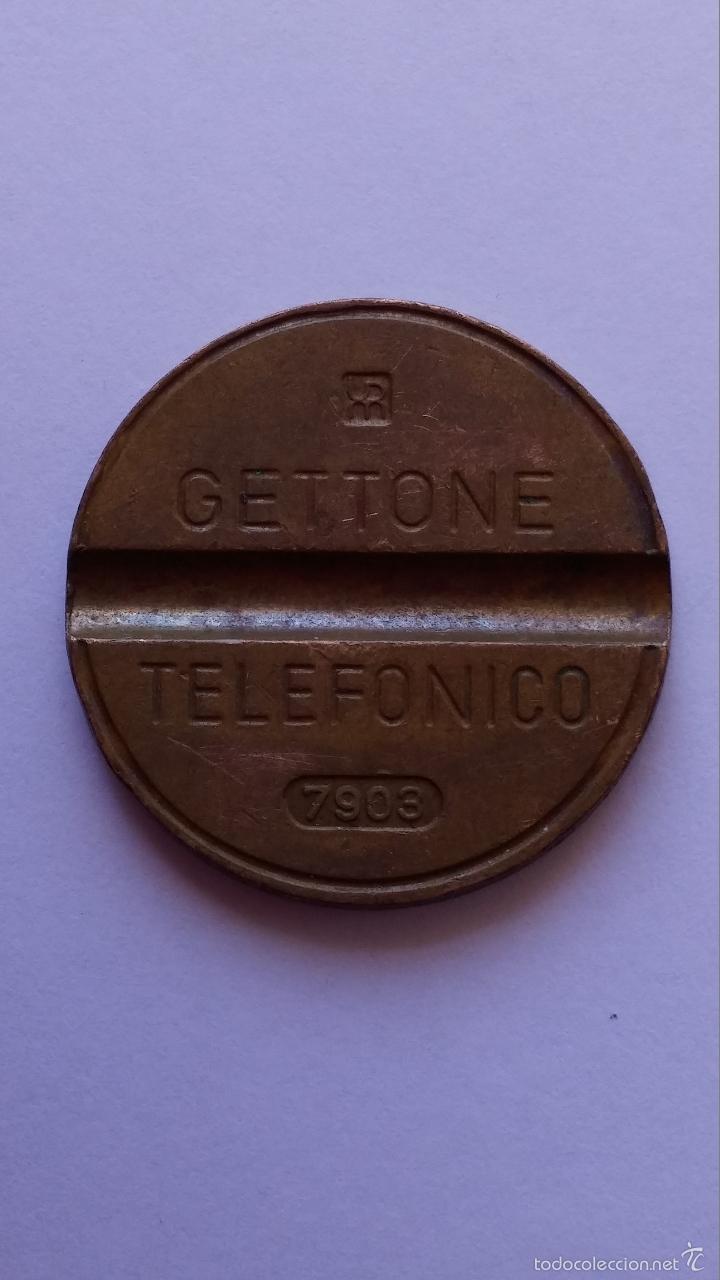 GETTONE
TELEFONICO
7903
todocoleccion.net